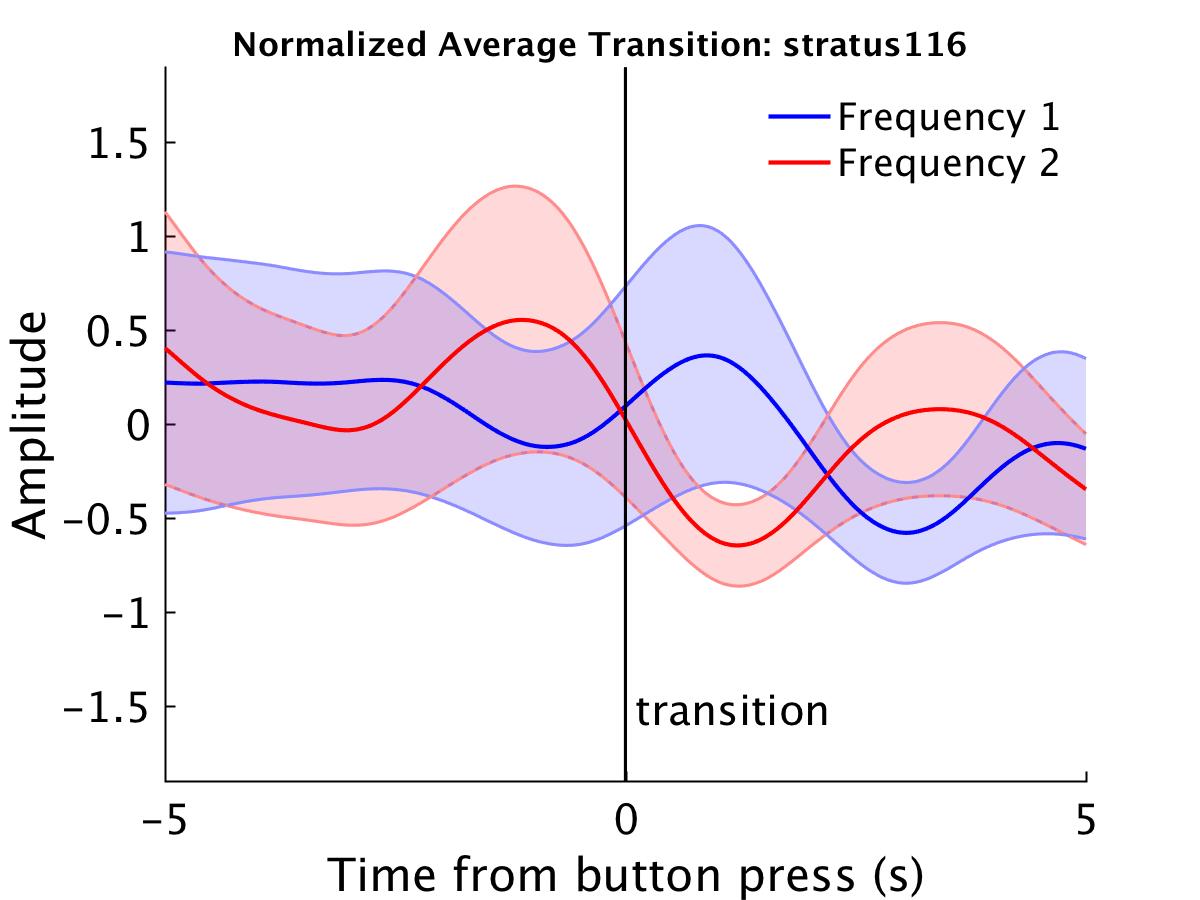 Normalized Average Transition: stratus116
Frequency 1
Frequency 2
1.5
1
0.5
0
−0.5
−1
−1.5
Amplitude
transition
−5
0
5
Time from button press (s)